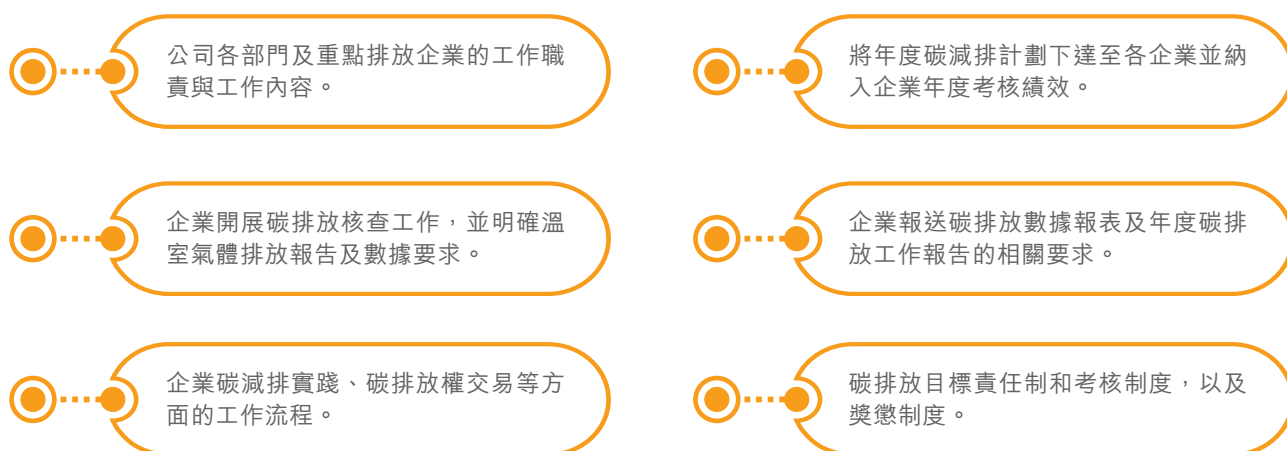 公司各部門及重點排放企業的工作職
責與工作內容。
將年度碳減排計劃下達至各企業並納
入企業年度考核績效。
企業開展碳排放核查工作，並明確溫
室氣體排放報告及數據要求。
企業報送碳排放數據報表及年度碳排
放工作報告的相關要求。
企業碳減排實踐、碳排放權交易等方
面的工作流程。
碳排放目標責任制和考核制度，以及
獎懲制度。